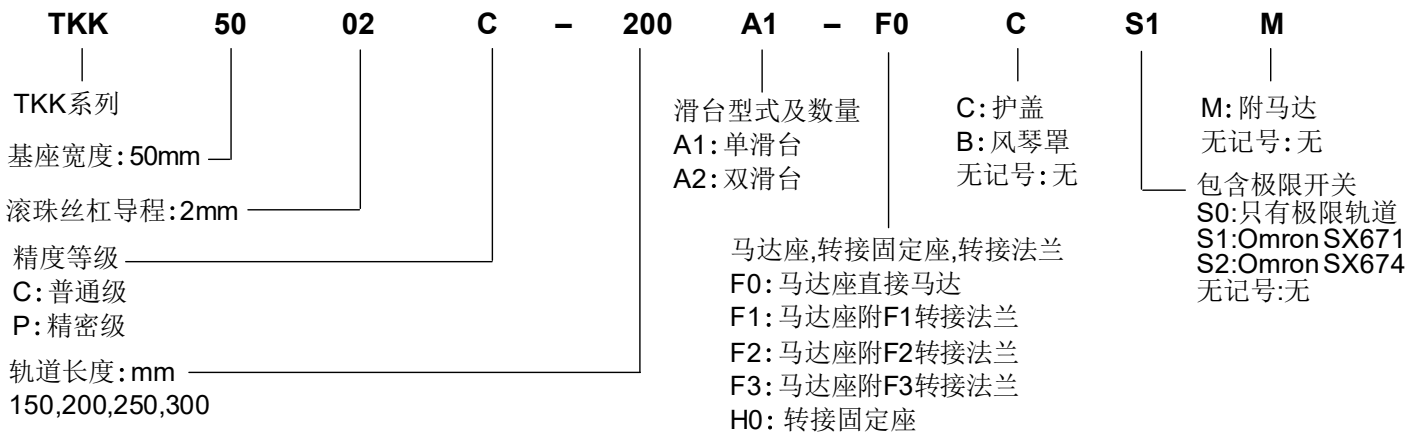 TKK 50 02 C – 200 A1 – F0 C S1 M
TKK系列
基座宽度:50mm
滚珠丝杠导程:2mm
精度等级
C:普通级
P:精密级
轨道长度:mm
150,200,250,300
滑台型式及数量
A1:单滑台
A2:双滑台
马达座,转接固定座,转接法兰
F0:马达座直接马达
F1:马达座附F1转接法兰
F2:马达座附F2转接法兰
F3:马达座附F3转接法兰
H0:转接固定座
C:护盖
B:风琴罩
无记号:无
包含极限开关
S0:只有极限轨道
S1:Omron SX671
S2:Omron SX674
无记号:无
M:附马达
无记号:无